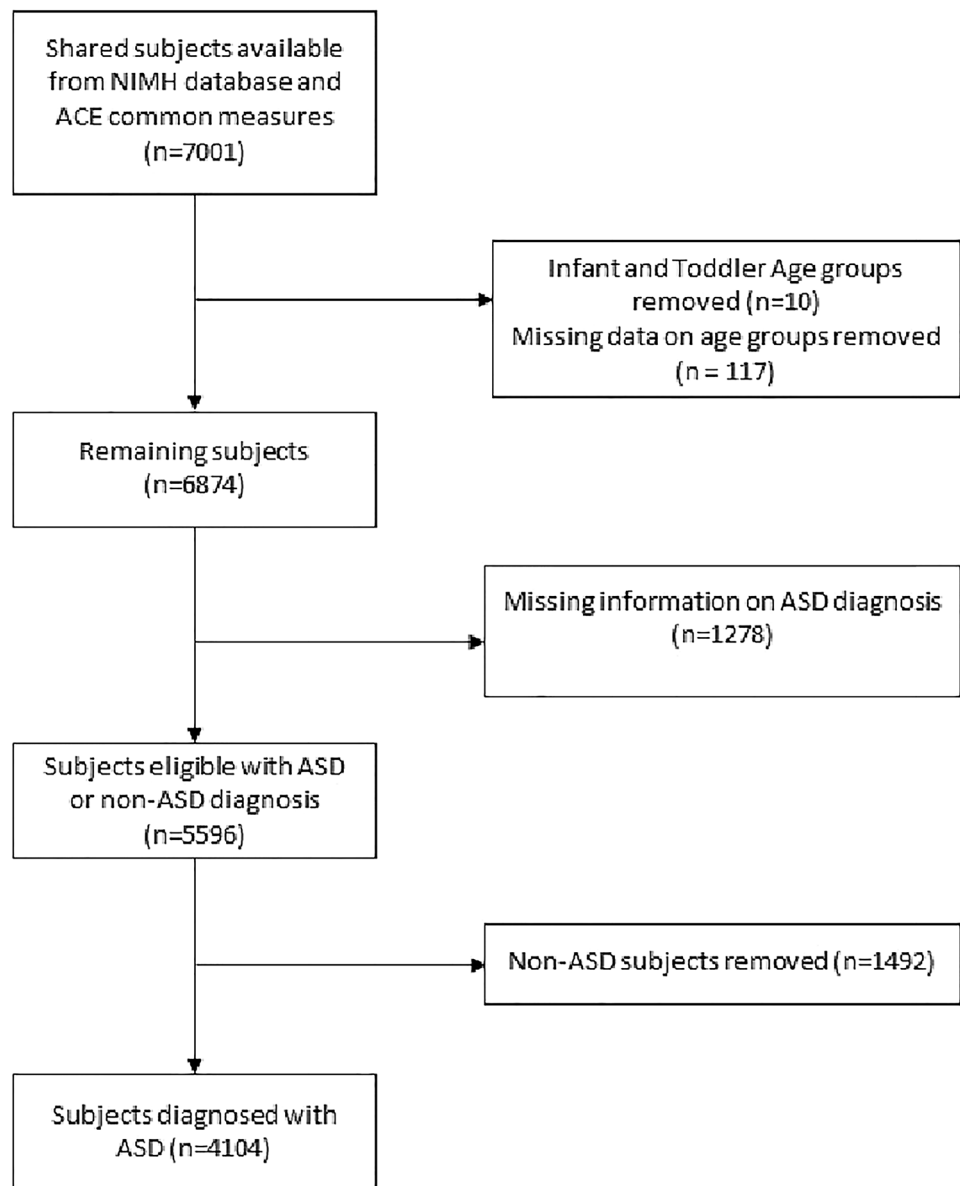 Shared subjects available
from NIMH database and
ACE common measures
(n=7001)
Infant and Toddler Age groups
removed (n=10)
Missing data on age groups removed
(n = 117)
Remaining subjects
(n=6874)
Missing information on ASD diagnosis
(n=1278)
Subjects eligible with ASD
or non-ASD diagnosis
(n=5596)
Non-ASD subjects removed (n=1492)
Subjects diagnosed with
ASD (n=4104)